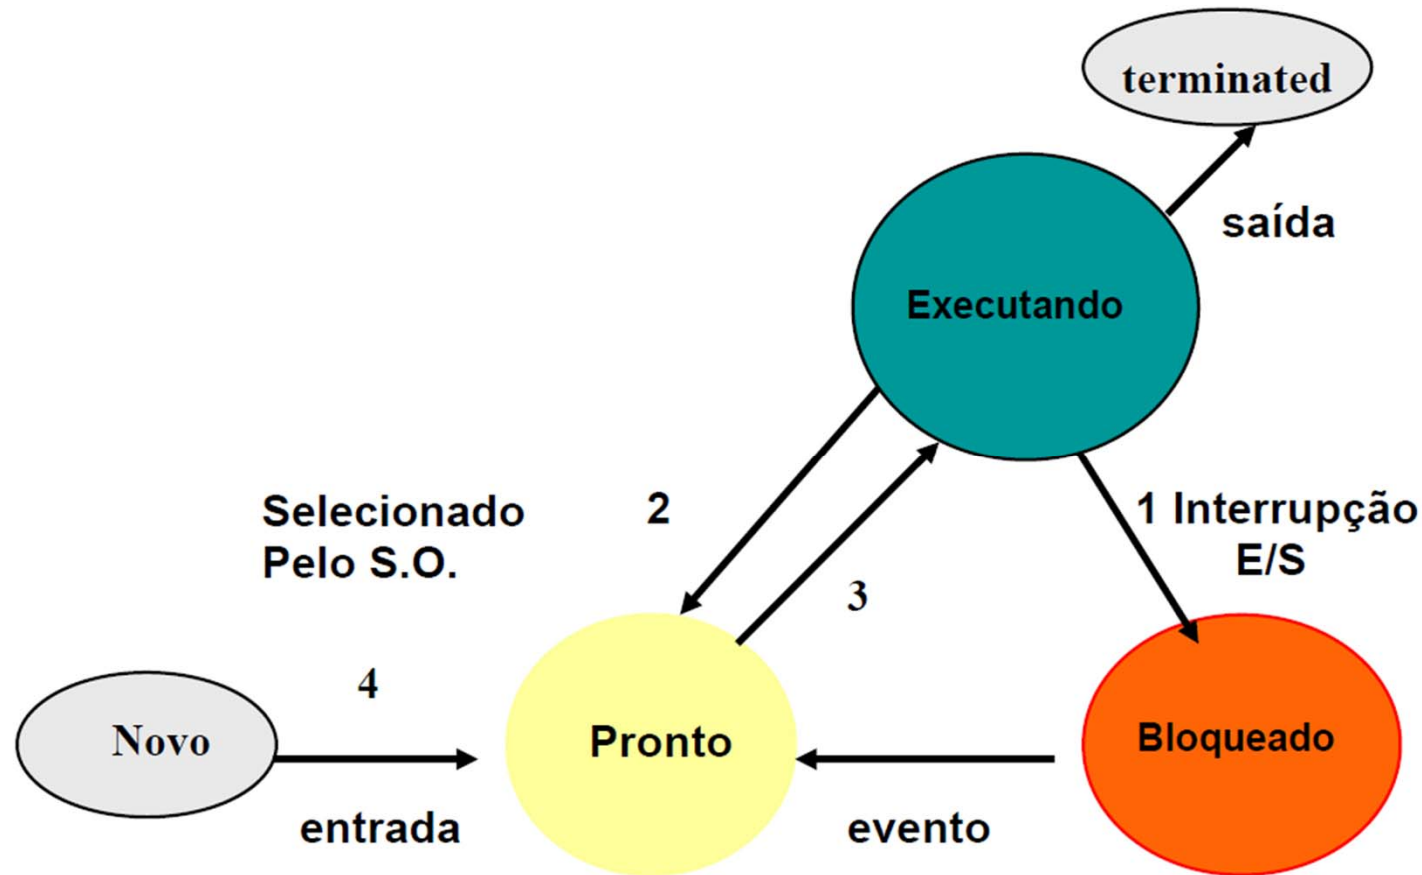 terminated
saída
Executando
Selecionado
Pelo S.O.
2
1 Interrupção
E/S
3
4
Novo
Pronto
Bloqueado
entrada
evento